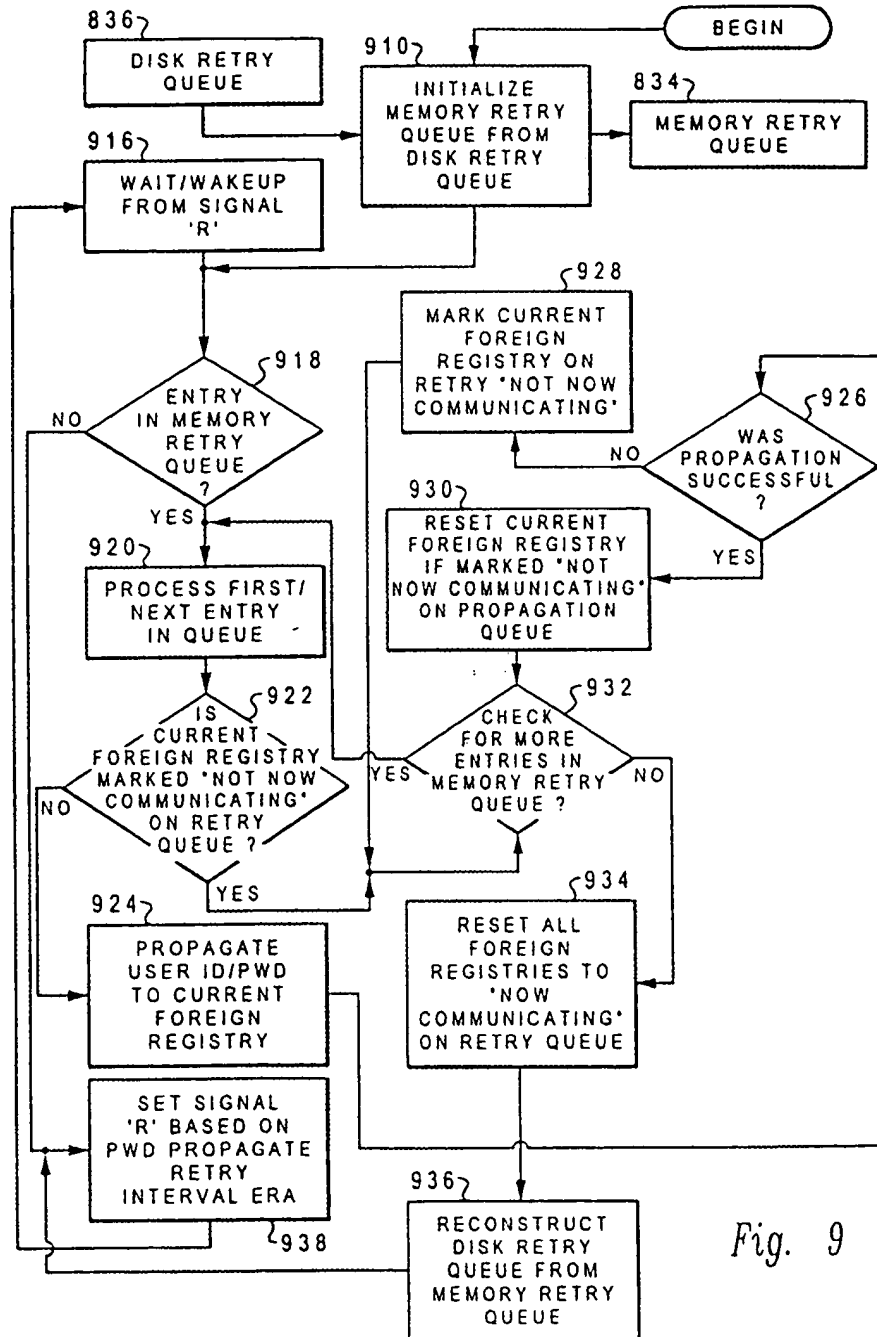 836
DISK RETRY
QUEUE
910
INITIALIZE
MEMORY RETRY
QUEUE FROM
DISK RETRY
QUEUE
BEGIN
834
MEMORY RETRY
QUEUE
916
WAIT/WAKEUP
FROM SIGNAL
'R'
928
MARK CURRENT
FOREIGN
REGISTRY ON
RETRY "NOT NOW
COMMUNICATING"
918
ENTRY
IN MEMORY
RETRY
QUEUE
?
NO
YES
926
WAS
PROPAGATION
SUCCESSFUL
?
NO
YES
930
RESET CURRENT
FOREIGN REGISTRY
IF MARKED "NOT
NOW COMMUNICATING"
ON PROPAGATION
QUEUE
920
PROCESS FIRST/
NEXT ENTRY
IN QUEUE
922
IS
CURRENT
FOREIGN REGISTRY
MARKED "NOT NOW
COMMUNICATING"
ON RETRY
QUEUE ?
NO
YES
932
CHECK
FOR MORE
ENTRIES IN
MEMORY RETRY
QUEUE ?
YES
NO
924
PROPAGATE
USER ID/PWD
TO CURRENT
FOREIGN
REGISTRY
934
RESET ALL
FOREIGN
REGISTRIES TO
"NOW
COMMUNICATING"
ON RETRY QUEUE
SET SIGNAL
'R' BASED ON
PWD PROPAGATE
RETRY
INTERVAL ERA
938
936
RECONSTRUCT
DISK RETRY
QUEUE FROM
MEMORY RETRY
QUEUE
Fig. 9